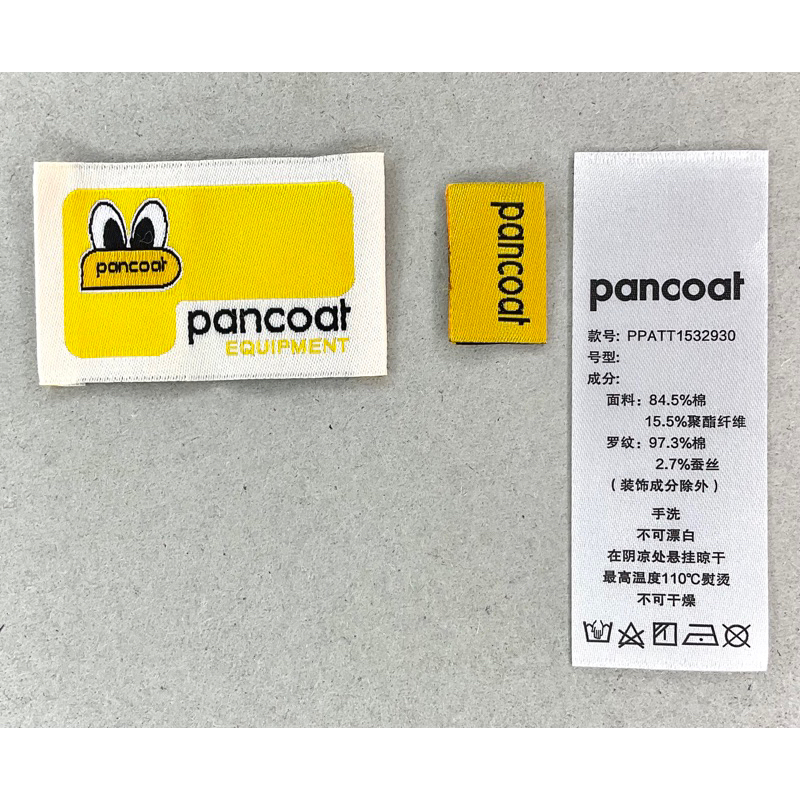 pancoat
pancoat
EQUIPMENT
pancoat
pancoat
款号: PPATT1532930
号型:
成分:
面料: 84.5%棉
15.5%聚酯纤维
罗纹: 97.3%棉
2.7%蚕丝
(装饰成分除外)
手洗
不可漂白
在阴凉处悬挂晾干
最高温度110℃熨烫
不可干燥